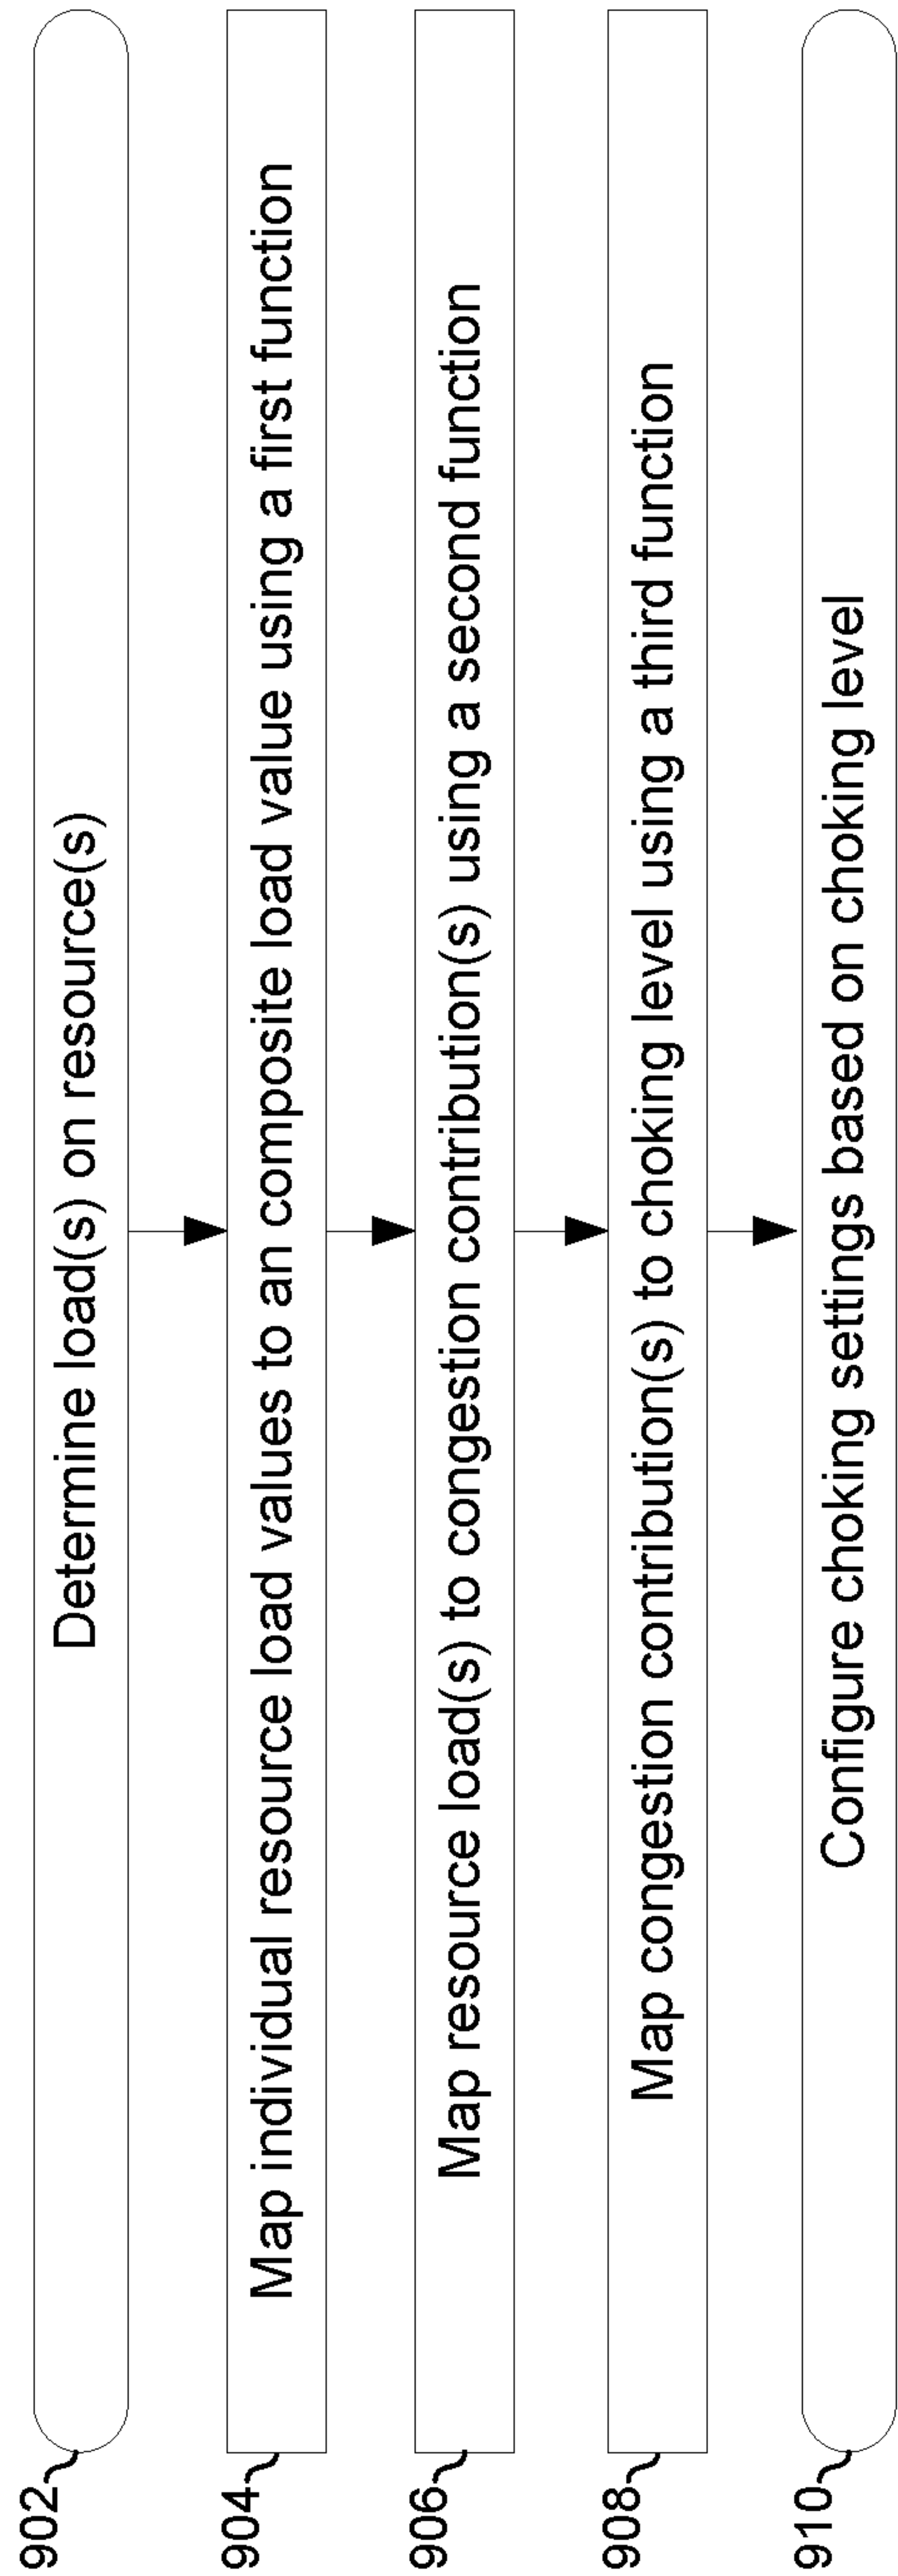 902
Determine load(s) on resource(s)
904
Map individual resource load values to an composite load value using a first function
906
Map resource load(s) to congestion contribution(s) using a second function
908
Map congestion contribution(s) to choking level using a third function
910
Configure choking settings based on choking level